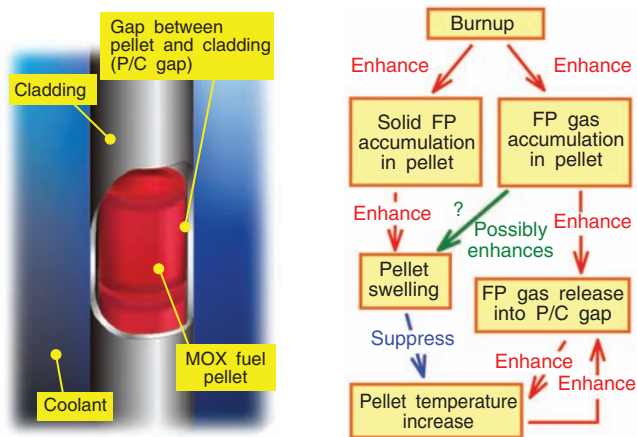 Gap between
pellet and cladding
(P/C gap)
Cladding
MOX fuel
pellet
Coolant
Burnup
Enhance
Enhance
Solid FP
accumulation
in pellet
FP gas
accumulation
in pellet
Enhance
?
Possibly
enhances
Enhance
Pellet
swelling
FP gas release
into P/C gap
Suppress
Enhance
Enhance
Pellet temperature
increase